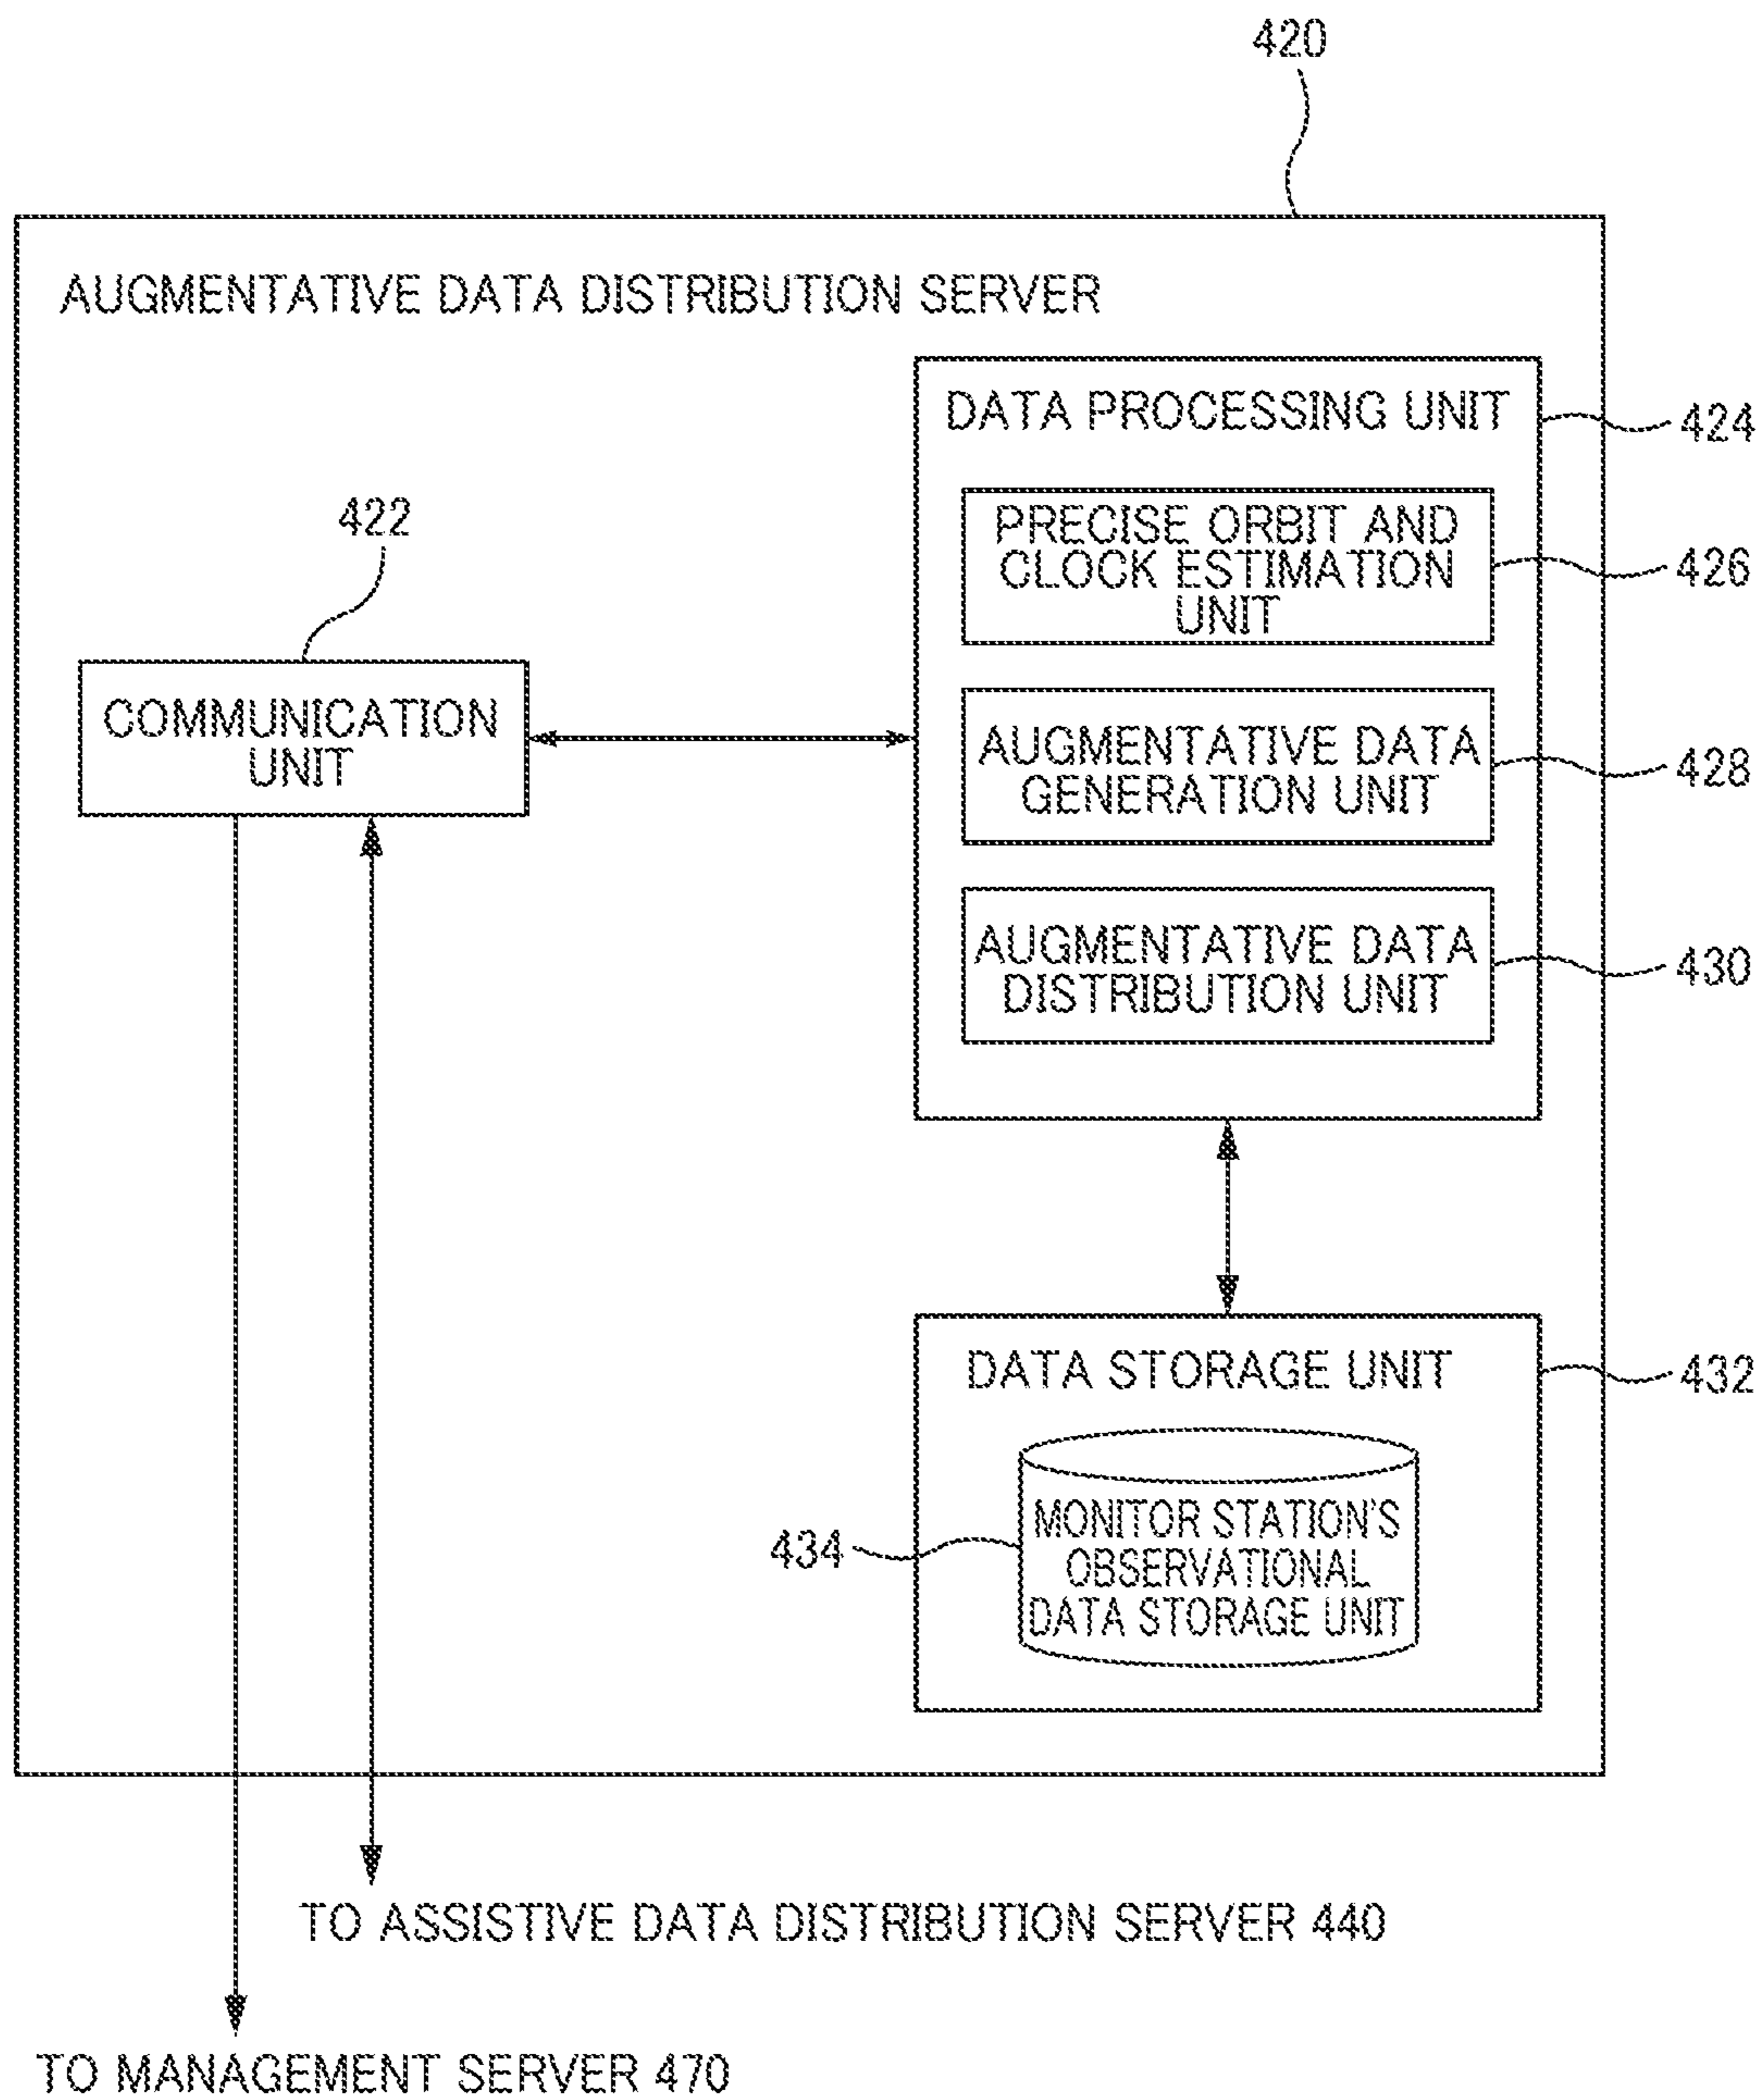 420
AUGMENTATIVE DATA DISTRIBUTION SERVER
DATA PROCESSING UNIT
424
PRECISE ORBIT AND
CLOCK ESTIMATION
UNIT
426
422
COMMUNICATION
UNIT
AUGMENTATIVE DATA
GENERATION UNIT
428
AUGMENTATIVE DATA
DISTRIBUTION UNIT
430
DATA STORAGE UNIT
432
434
MONITOR STATION'S
OBSERVATIONAL
DATA STORAGE UNIT
TO ASSISTIVE DATA DISTRIBUTION SERVER 440
TO MANAGEMENT SERVER 470